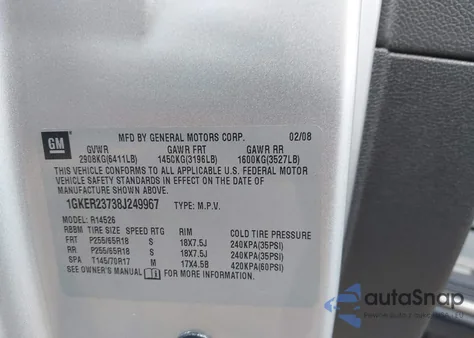 GM
MFD BY GENERAL MOTORS CORP. 02/08
GVWR GAWR FRT GAWR RR
2908KG(6411LB) 1450KG(3196LB) 1600KG(3527LB)
THIS VEHICLE CONFORMS TO ALL APPLICABLE U.S. FEDERAL MOTOR
VEHICLE SAFETY STANDARDS IN EFFECT ON THE DATE OF
MANUFACTURE SHOWN ABOVE.
1GKER23738J249967 TYPE: M.P.V.
MODEL: R14526
RBBM TIRE SIZE SPEED RTG RIM COLD TIRE PRESSURE
FRT P255/65R18 S 18X7.5J 240KPA(35PSI)
RR P255/65R18 S 18X7.5J 240KPA(35PSI)
SPA T145/70R17 M 17X4.5B 420KPA(60PSI)
SEE OWNER'S MANUAL FOR MORE INFORMATION.
autoSnap